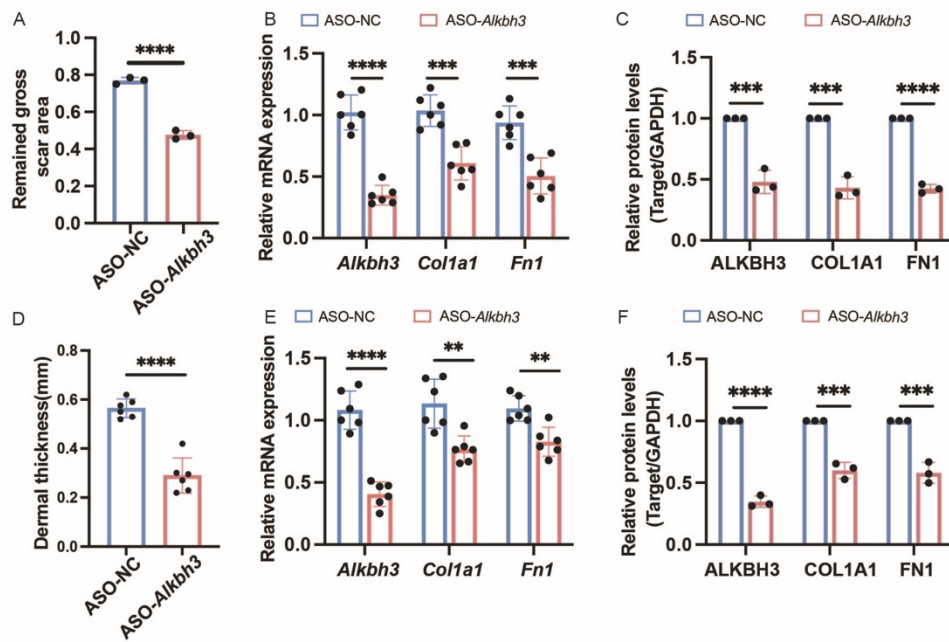 A
Remained gross
scar area
1.0
0.8
0.6
0.4
0.2
0.0
****
ASO-NC
ASO-Alkbh3
B
ASO-NC
ASO-Alkbh3
Relative mRNA expression
1.5
1.0
0.5
0.0
****
***
***
Alkbh3
Col1a1
Fn1
C
ASO-NC
ASO-Alkbh3
Relative protein levels
(Target/GAPDH)
1.5
1.0
0.5
0.0
***
***
****
ALKBH3
COL1A1
FN1
D
Dermal thickness(mm)
0.6
0.4
0.2
0.0
****
ASO-NC
ASO-Alkbh3
E
ASO-NC
ASO-Alkbh3
Relative mRNA expression
1.5
1.0
0.5
0.0
****
**
**
Alkbh3
Col1a1
Fn1
F
ASO-NC
ASO-Alkbh3
Relative protein levels
(Target/GAPDH)
1.5
1.0
0.5
0.0
****
***
***
ALKBH3
COL1A1
FN1